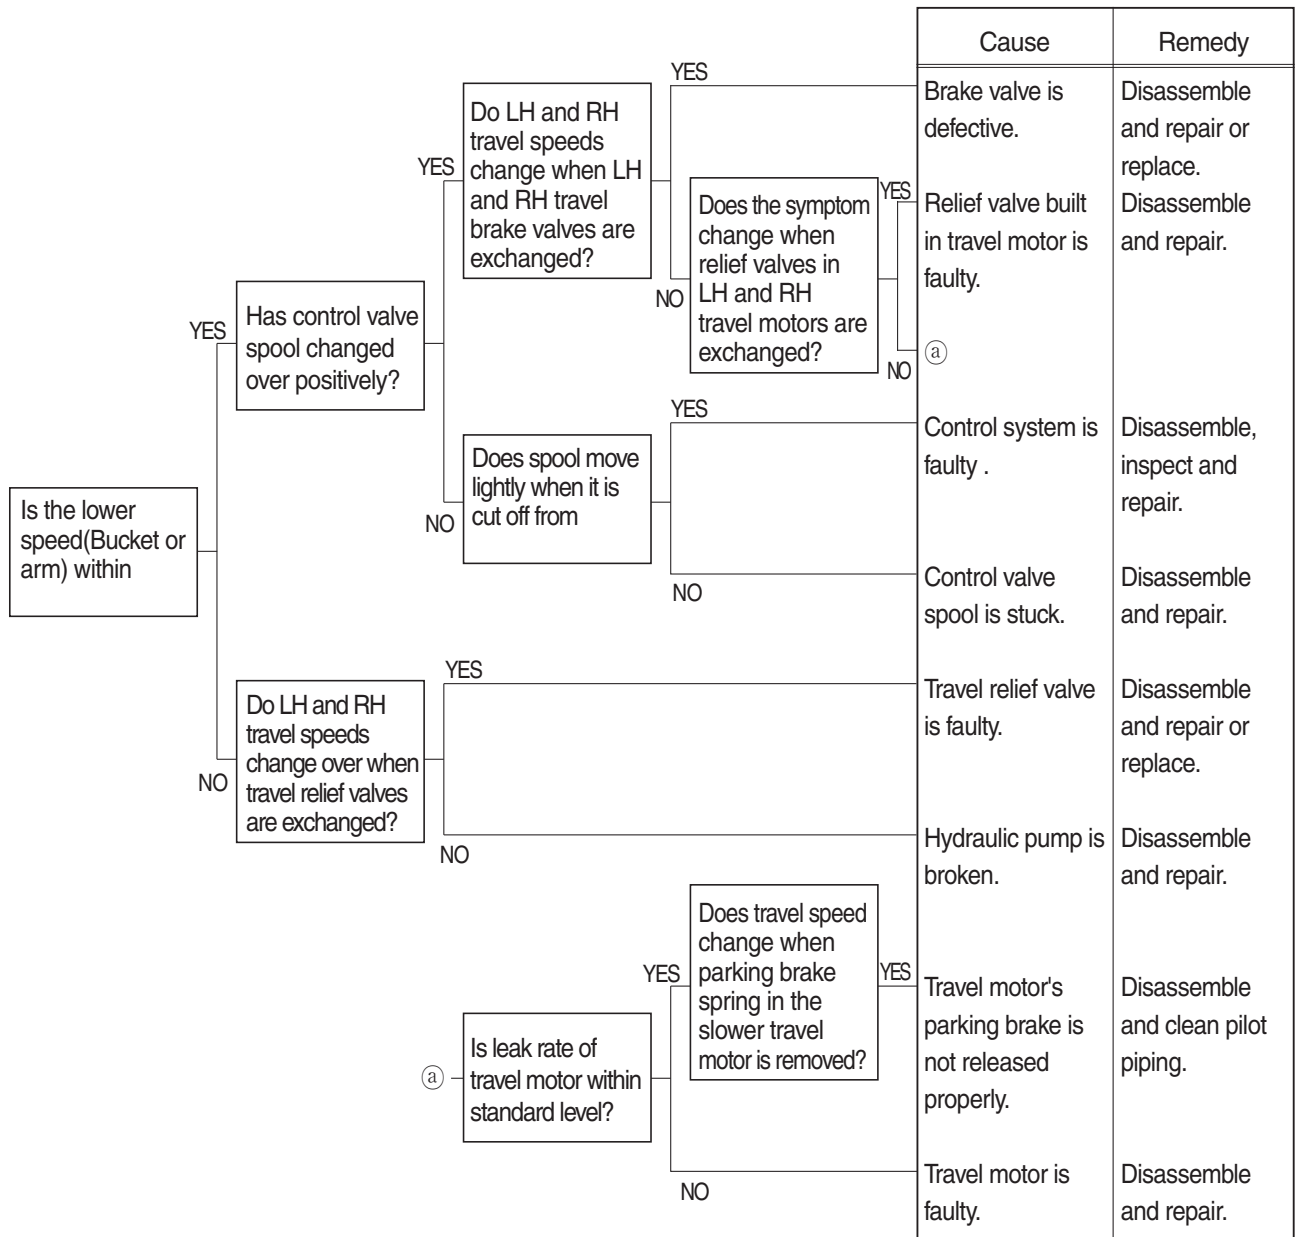 Cause
Remedy
YES
Brake valve is
defective.
Disassemble
and repair or
replace.
Do LH and RH
travel speeds
change when LH
and RH travel
brake valves are
exchanged?
YES
NO
Does the symptom
change when
relief valves in
LH and RH
travel motors are
exchanged?
YES
Relief valve built
in travel motor is
faulty.
Disassemble
and repair.
NO
ⓐ
YES
Has control valve
spool changed
over positively?
YES
Control system is
faulty .
Disassemble,
inspect and
repair.
NO
Does spool move
lightly when it is
cut off from
NO
Control valve
spool is stuck.
Disassemble
and repair.
Is the lower
speed(Bucket or
arm) within
NO
Do LH and RH
travel speeds
change over when
travel relief valves
are exchanged?
YES
Travel relief valve
is faulty.
Disassemble
and repair or
replace.
NO
Hydraulic pump is
broken.
Disassemble
and repair.
ⓐ
Is leak rate of
travel motor within
standard level?
YES
Does travel speed
change when
parking brake
spring in the
slower travel
motor is removed?
YES
Travel motor's
parking brake is
not released
properly.
Disassemble
and clean pilot
piping.
NO
Travel motor is
faulty.
Disassemble
and repair.